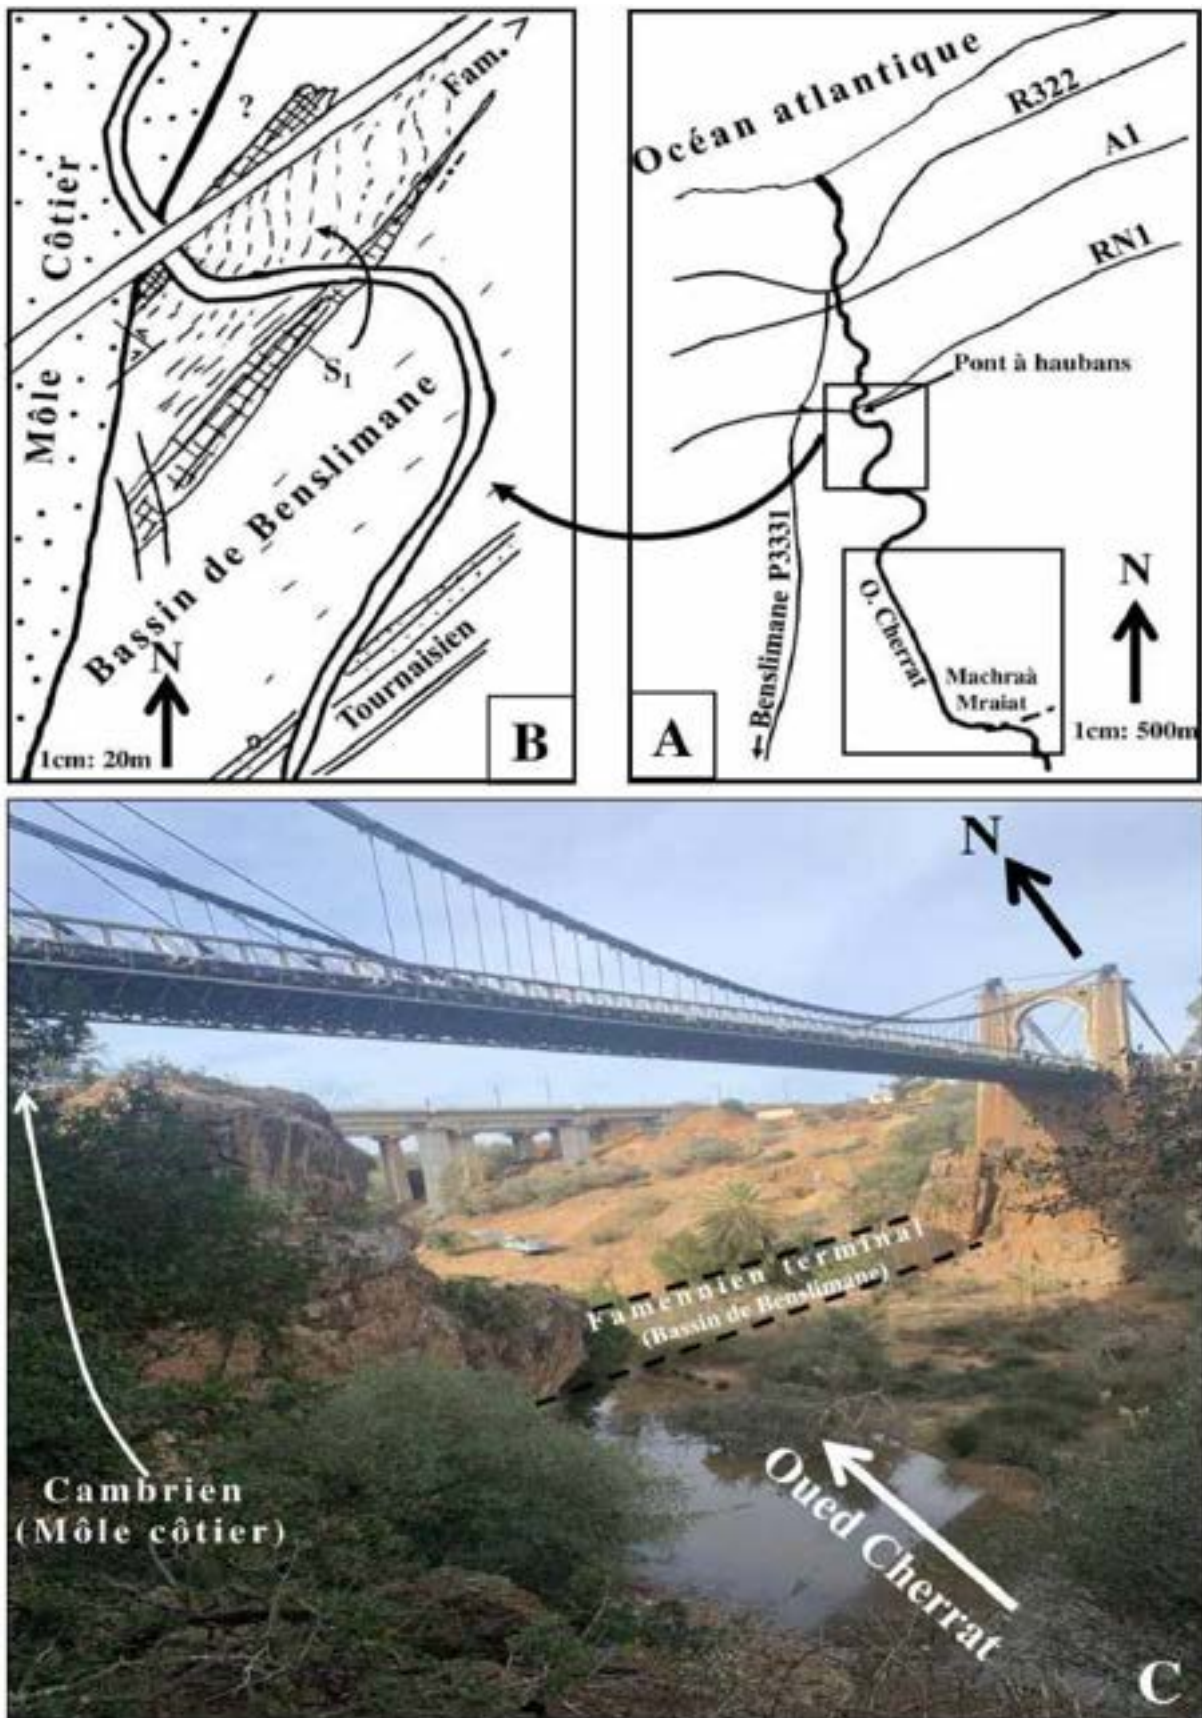 ?
Fam.
Côtier
Môle
S1
Bassin de Benslimane
N
1cm: 20m
Tournaisien
B
Océan atlantique
R322
A1
RN1
Pont à haubans
Benslimane P3331
O. Cherrat
Machraà
Mraiat
N
1cm: 500m
A
N
Famennien terminal
(Bassin de Benslimane)
Cambrien
(Môle côtier)
Oued Cherrat
C